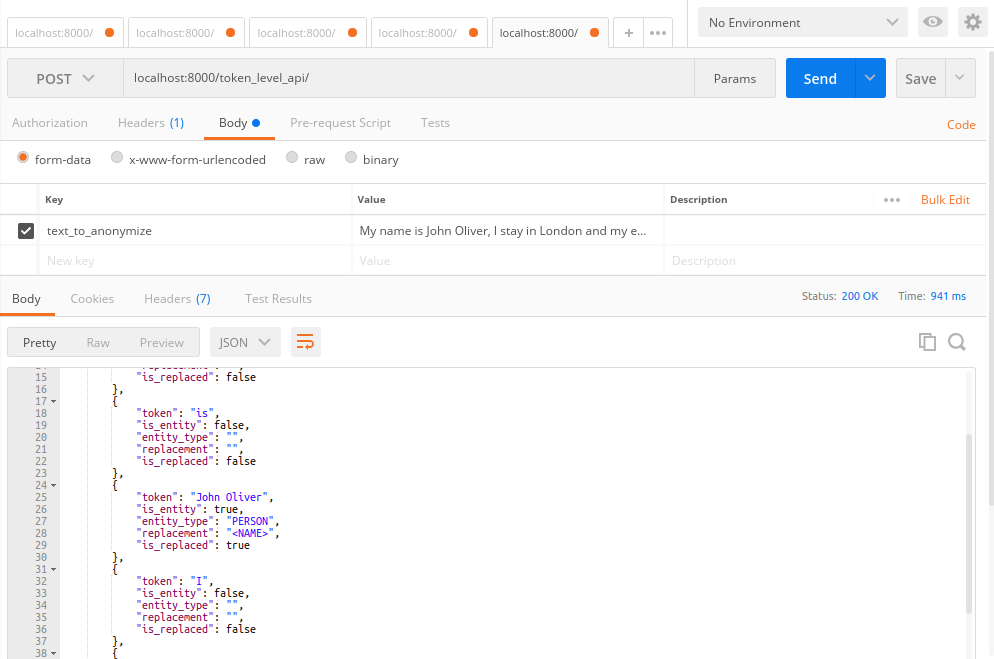 localhost:8000/ localhost:8000/ localhost:8000/ localhost:8000/ localhost:8000/ + ••• No Environment
POST localhost:8000/token_level_api/ Params Send Save
Authorization Headers (1) Body Pre-request Script Tests Code
form-data x-www-form-urlencoded raw binary
Key Value Description ••• Bulk Edit
text_to_anonymize My name is John Oliver, I stay in London and my e...
New key Value Description
Body Cookies Headers (7) Test Results Status: 200 OK Time: 941 ms
Pretty Raw Preview JSON
15 "is_replaced": false
16 },
17 {
18 "token": "is",
19 "is_entity": false,
20 "entity_type": "",
21 "replacement": "",
22 "is_replaced": false
23 },
24 {
25 "token": "John Oliver",
26 "is_entity": true,
27 "entity_type": "PERSON",
28 "replacement": "<NAME>",
29 "is_replaced": true
30 },
31 {
32 "token": "I",
33 "is_entity": false,
34 "entity_type": "",
35 "replacement": "",
36 "is_replaced": false
37 },
38 {